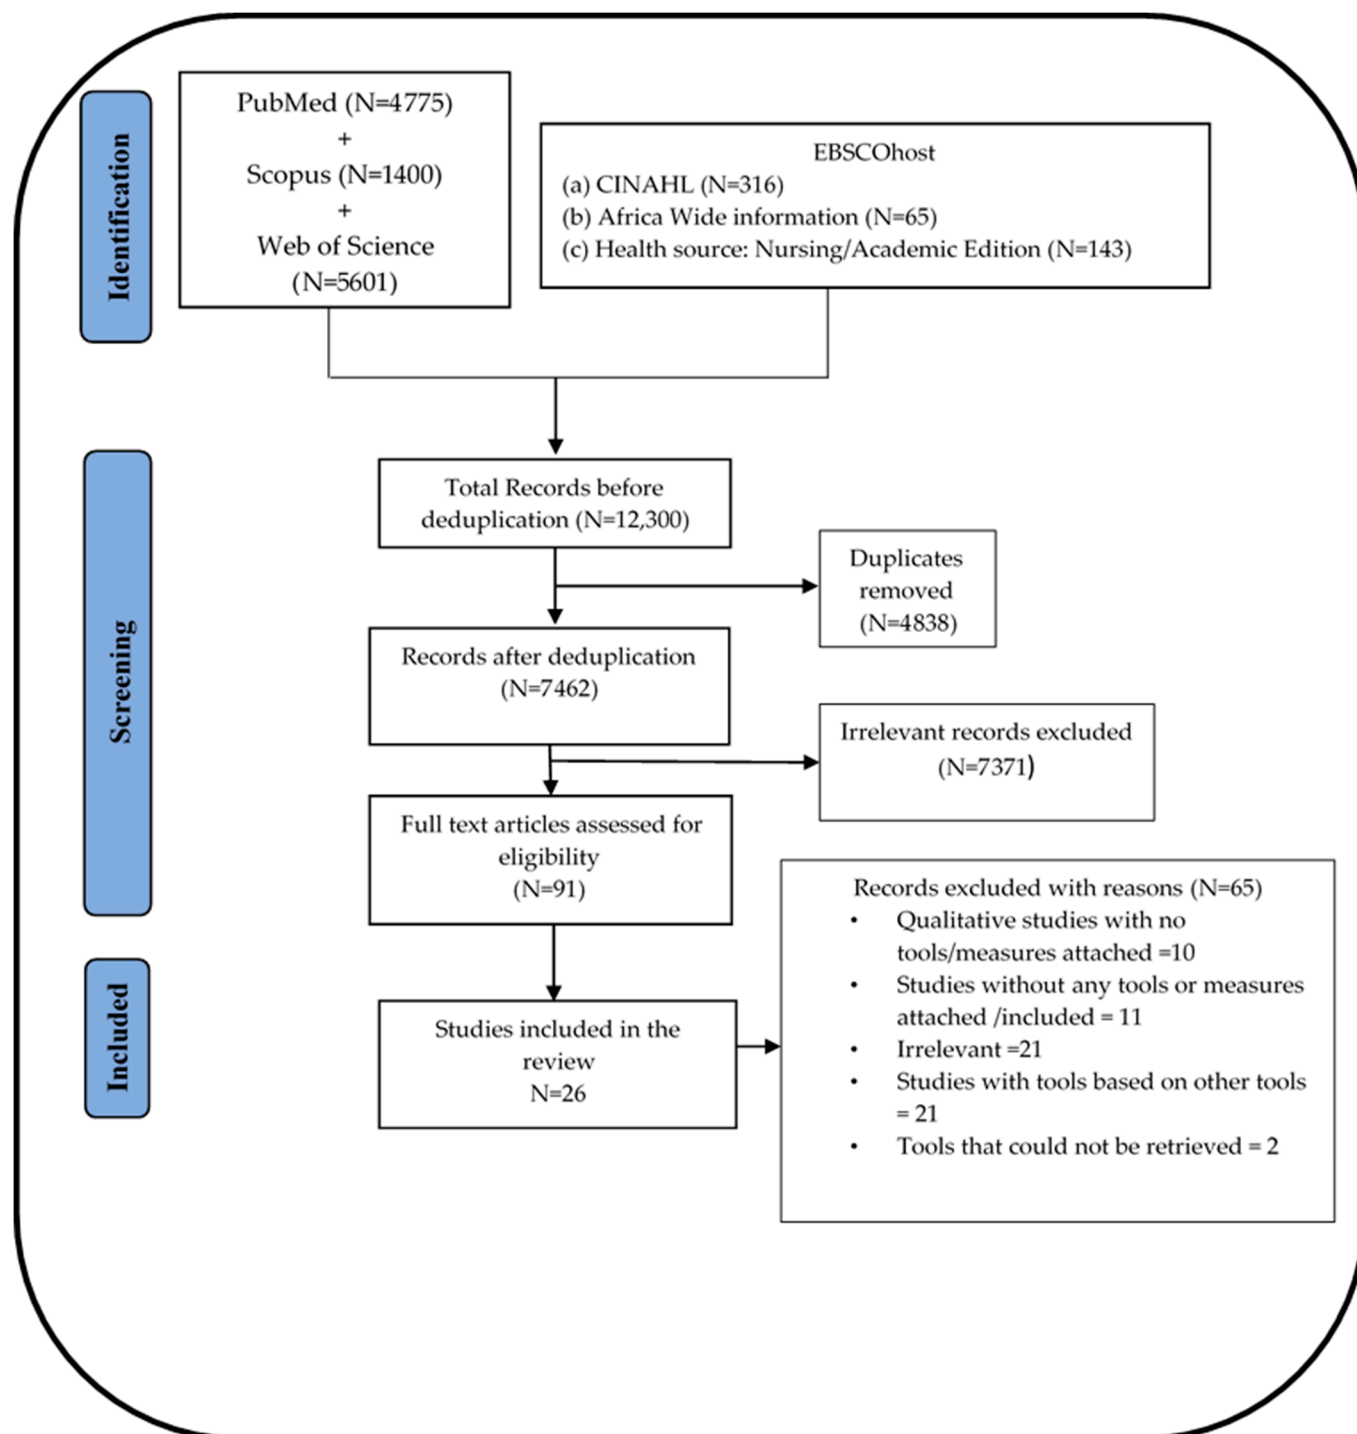 Identification
PubMed (N=4775)
+
Scopus (N=1400)
+
Web of Science
(N=5601)
EBSCOhost
(a) CINAHL (N=316)
(b) Africa Wide information (N=65)
(c) Health source: Nursing/Academic Edition (N=143)
Screening
Total Records before
deduplication (N=12,300)
Duplicates
removed
(N=4838)
Records after deduplication
(N=7462)
Irrelevant records excluded
(N=7371)
Full text articles assessed for
eligibility
(N=91)
Records excluded with reasons (N=65)
• Qualitative studies with no
tools/measures attached =10
• Studies without any tools or measures
attached /included = 11
• Irrelevant =21
• Studies with tools based on other tools
= 21
• Tools that could not be retrieved = 2
Included
Studies included in the
review
N=26